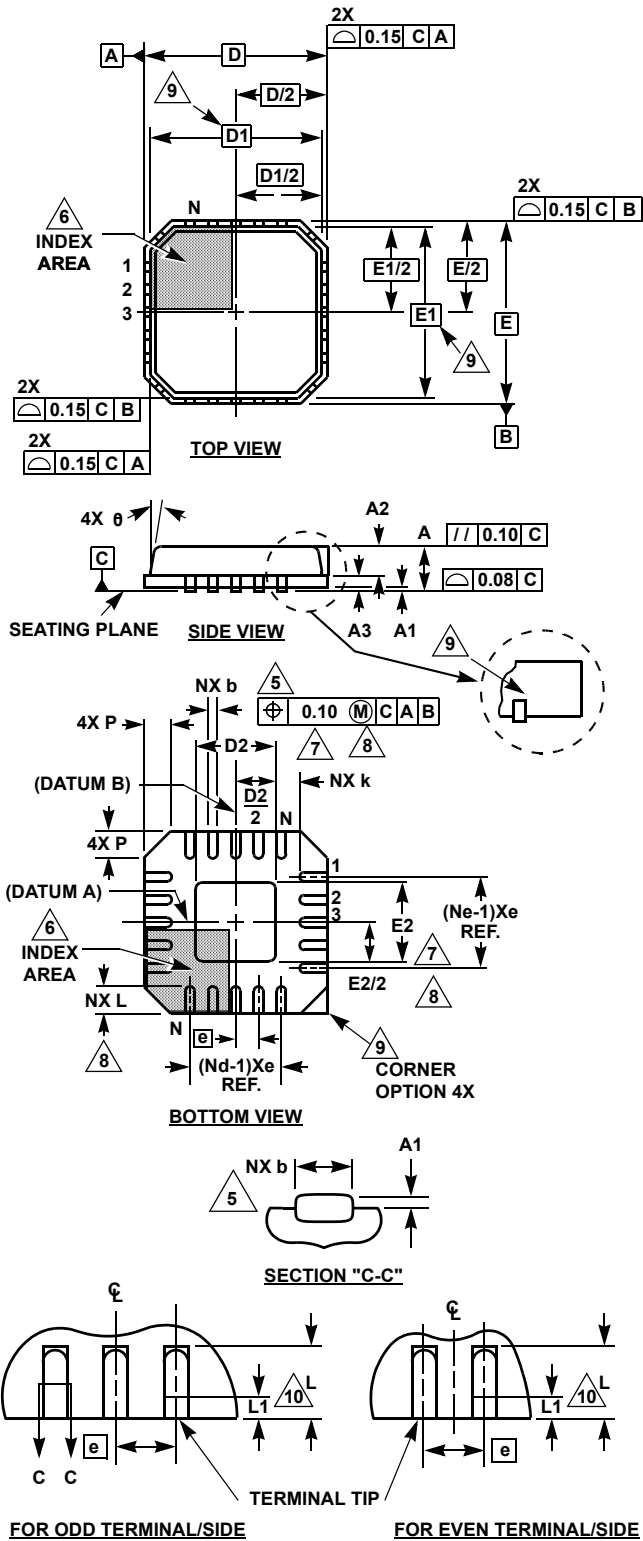 2X
0.15 C A
A
D
D/2
9
D1
D1/2
2X
0.15 C B
6
INDEX
AREA
N
1
2
3
E1/2
E/2
E1
E
9
2X
0.15 C B
2X
0.15 C A
B
TOP VIEW
4X θ
A2
A
// 0.10 C
C
0.08 C
SEATING PLANE
SIDE VIEW
A3
A1
9
NX b
5
0.10 M C A B
4X P
D2
7
8
(DATUM B)
D2
2
NX k
N
4X P
1
(DATUM A)
2
3
(Ne-1)Xe
REF.
6
INDEX
AREA
E2
7
E2/2
8
NX L
N
e
8
(Nd-1)Xe
REF.
9
CORNER
OPTION 4X
BOTTOM VIEW
NX b
A1
5
SECTION "C-C"
CL
CL
L
10
L1
L
10
L1
e
e
C
C
TERMINAL TIP
FOR ODD TERMINAL/SIDE
FOR EVEN TERMINAL/SIDE